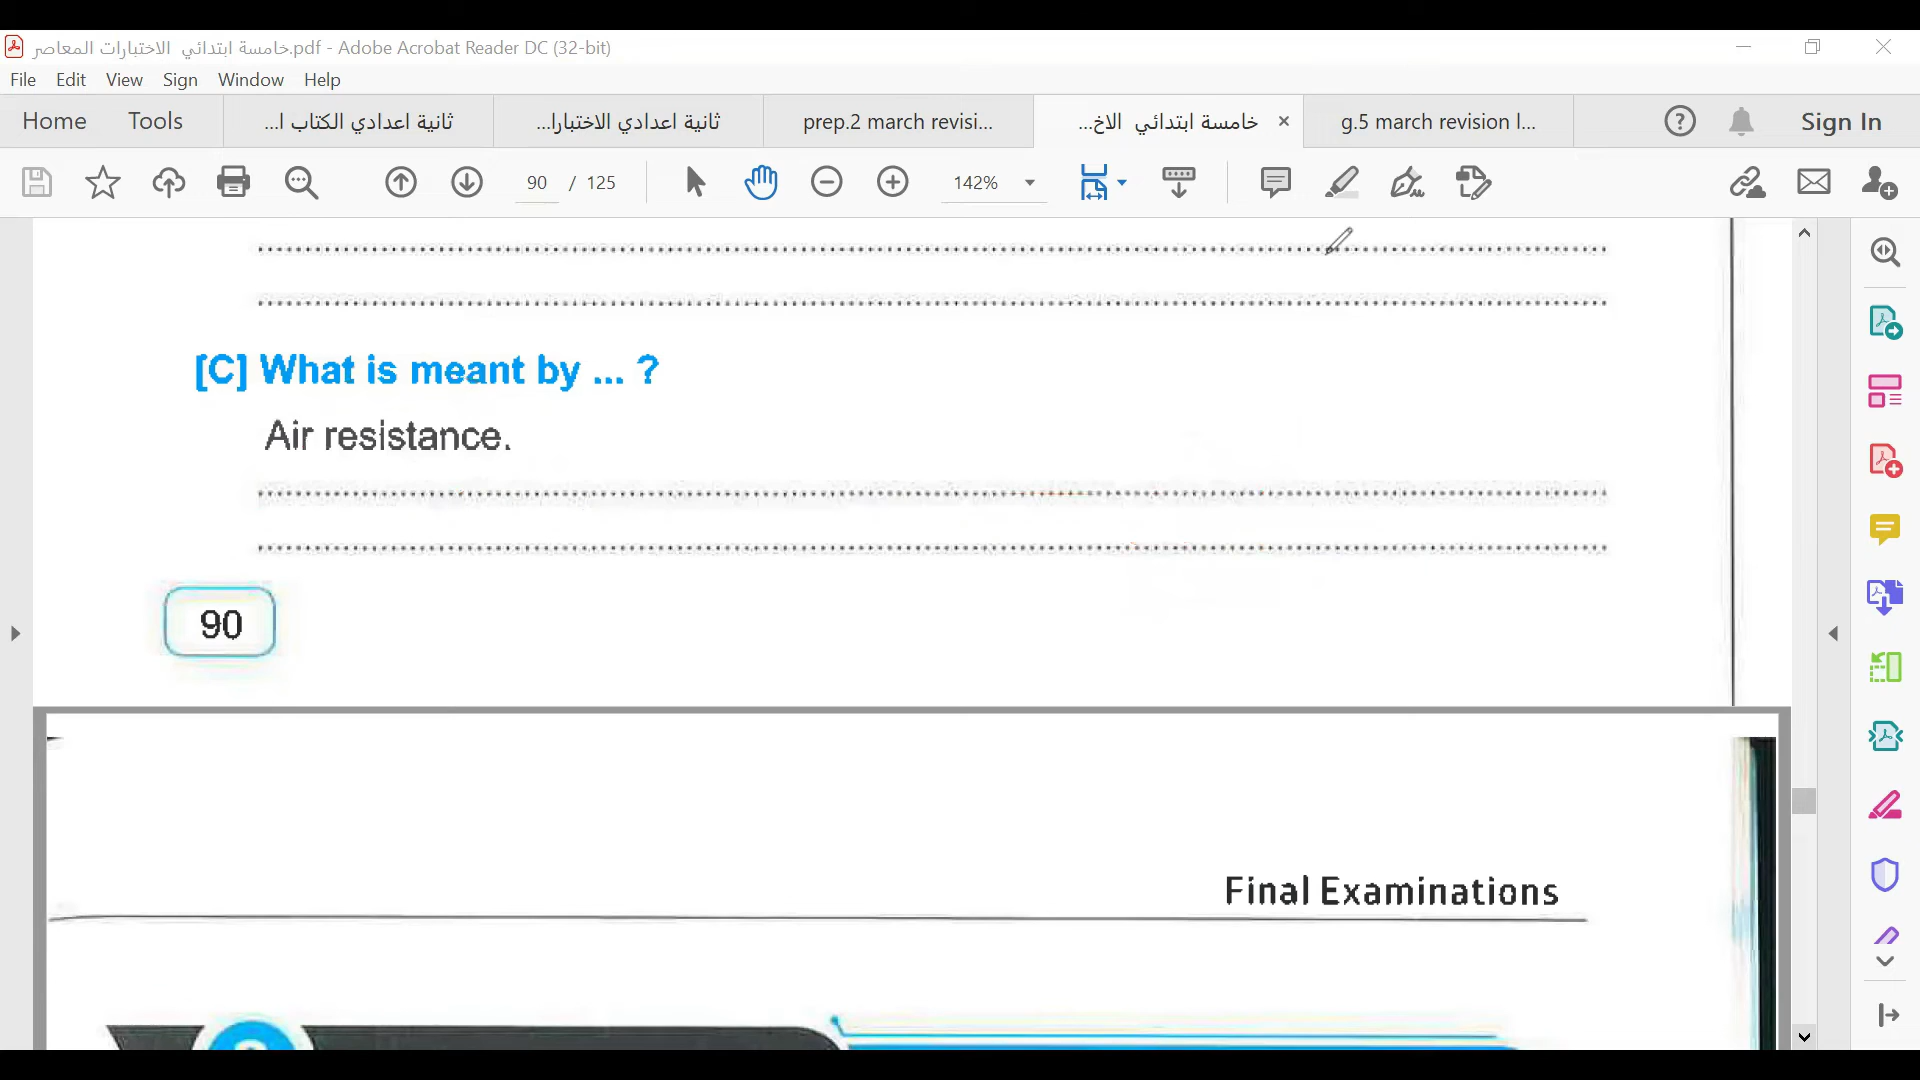 خامسة ابتدائي الاختبارات المعاصر.pdf - Adobe Acrobat Reader DC (32-bit)
File Edit View Sign Window Help
Home Tools ثانية اعدادي الكتاب ا... ثانية اعدادي الاختبارا... prep.2 march revisi... خامسة ابتدائي الاخ... g.5 march revision l... Sign In
90 / 125 142%
[C] What is meant by ... ?
Air resistance.
90
Final Examinations